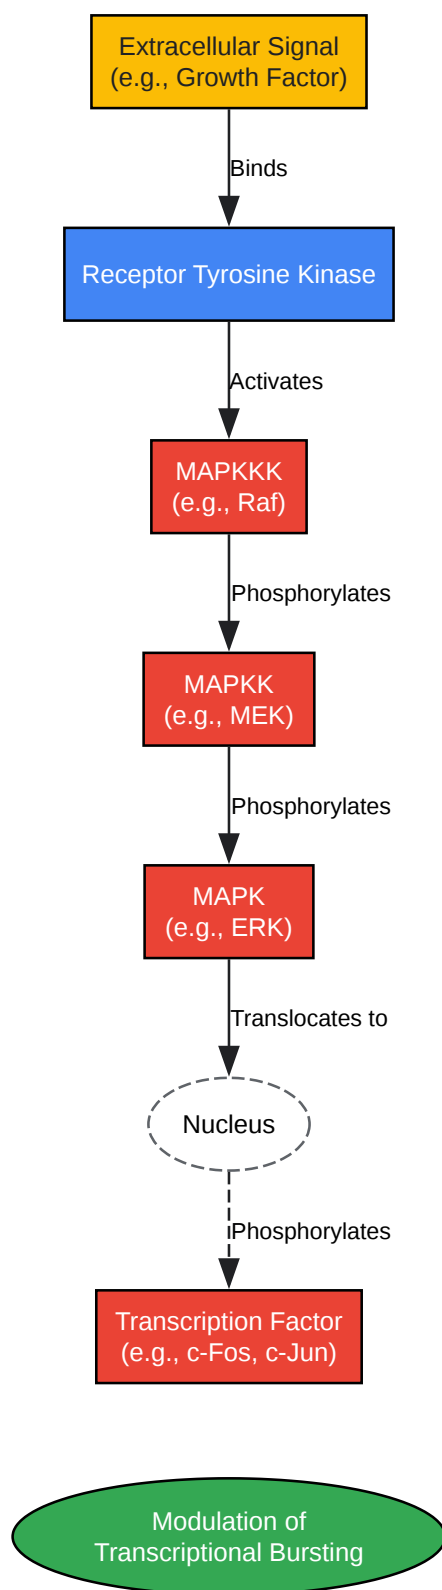 Extracellular Signal
(e.g., Growth Factor)
Binds
Receptor Tyrosine Kinase
Activates
MAPKKK
(e.g., Raf)
Phosphorylates
MAPKK
(e.g., MEK)
Phosphorylates
MAPK
(e.g., ERK)
Translocates to
Nucleus
Phosphorylates
Transcription Factor
(e.g., c-Fos, c-Jun)
Modulation of
Transcriptional Bursting